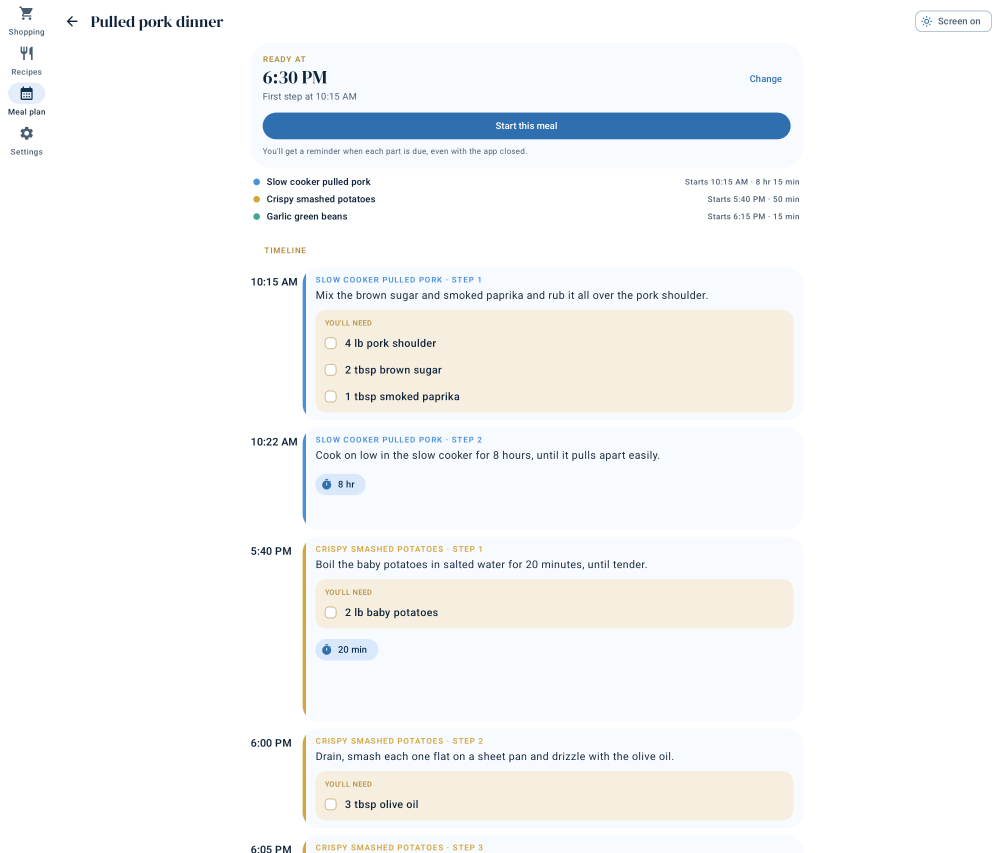 Shopping
Recipes
Meal plan
Settings
Pulled pork dinner
Screen on
READY AT
6:30 PM
Change
First step at 10:15 AM
Start this meal
You'll get a reminder when each part is due, even with the app closed.
Slow cooker pulled pork
Starts 10:15 AM · 8 hr 15 min
Crispy smashed potatoes
Starts 5:40 PM · 50 min
Garlic green beans
Starts 6:15 PM · 15 min
TIMELINE
10:15 AM
SLOW COOKER PULLED PORK · STEP 1
Mix the brown sugar and smoked paprika and rub it all over the pork shoulder.
YOU'LL NEED
4 lb pork shoulder
2 tbsp brown sugar
1 tbsp smoked paprika
10:22 AM
SLOW COOKER PULLED PORK · STEP 2
Cook on low in the slow cooker for 8 hours, until it pulls apart easily.
8 hr
5:40 PM
CRISPY SMASHED POTATOES · STEP 1
Boil the baby potatoes in salted water for 20 minutes, until tender.
YOU'LL NEED
2 lb baby potatoes
20 min
6:00 PM
CRISPY SMASHED POTATOES · STEP 2
Drain, smash each one flat on a sheet pan and drizzle with the olive oil.
YOU'LL NEED
3 tbsp olive oil
6:05 PM
CRISPY SMASHED POTATOES · STEP 3